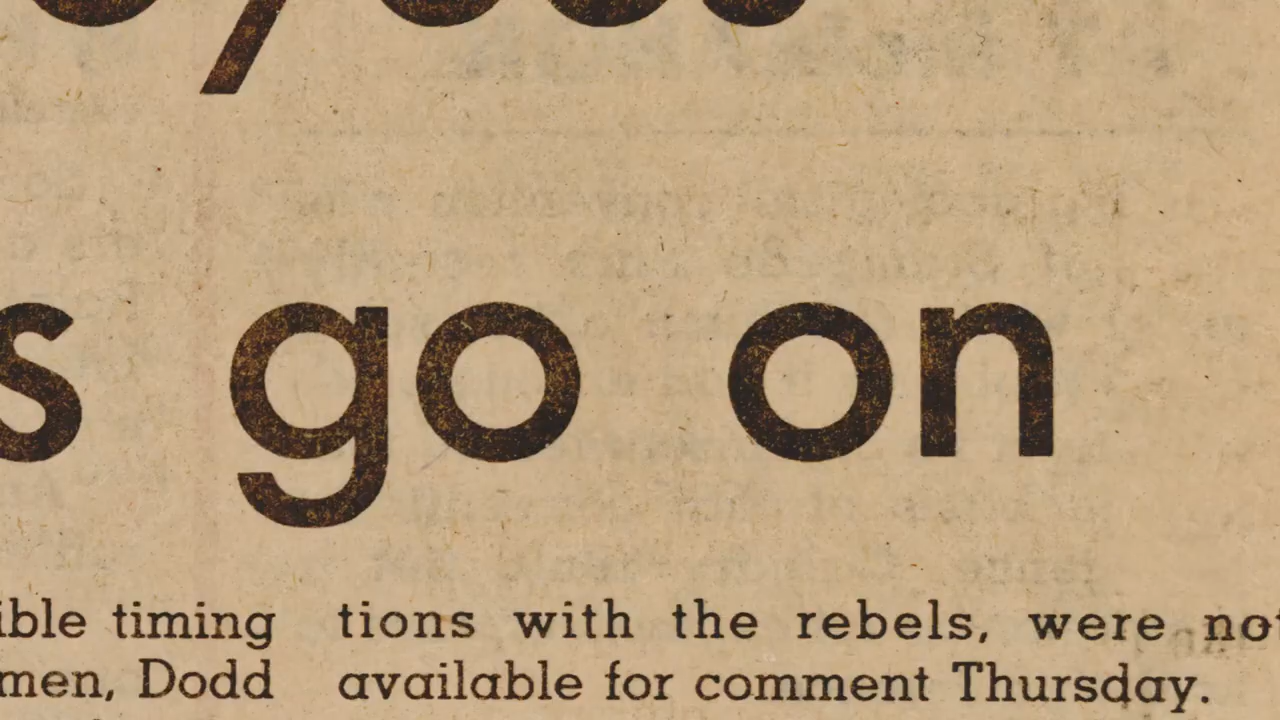 s go on
ible timing
men, Dodd
tions with the rebels, were not
available for comment Thursday.